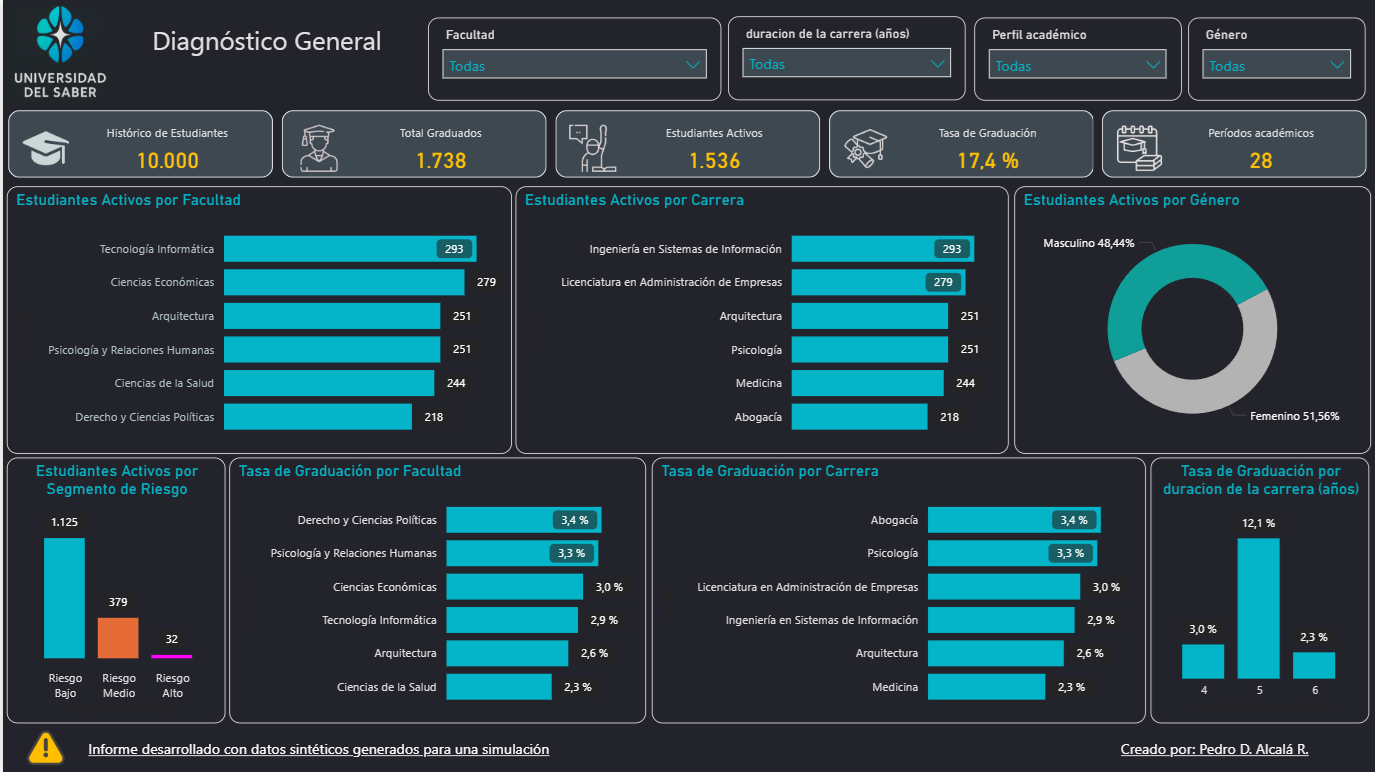 UNIVERSIDAD
DEL SABER
Diagnóstico General
Facultad
Todas
duracion de la carrera (años)
Todas
Perfil académico
Todas
Género
Todas
Histórico de Estudiantes
10.000
Total Graduados
1.738
Estudiantes Activos
1.536
Tasa de Graduación
17,4 %
Períodos académicos
28
Estudiantes Activos por Facultad
Tecnología Informática 293
Ciencias Económicas 279
Arquitectura 251
Psicología y Relaciones Humanas 251
Ciencias de la Salud 244
Derecho y Ciencias Políticas 218
Estudiantes Activos por Carrera
Ingeniería en Sistemas de Información 293
Licenciatura en Administración de Empresas 279
Arquitectura 251
Psicología 251
Medicina 244
Abogacía 218
Estudiantes Activos por Género
Masculino 48,44%
Femenino 51,56%
Estudiantes Activos por
Segmento de Riesgo
1.125
379
32
Riesgo Riesgo Riesgo
Bajo Medio Alto
Tasa de Graduación por Facultad
Derecho y Ciencias Políticas 3,4 %
Psicología y Relaciones Humanas 3,3 %
Ciencias Económicas 3,0 %
Tecnología Informática 2,9 %
Arquitectura 2,6 %
Ciencias de la Salud 2,3 %
Tasa de Graduación por Carrera
Abogacía 3,4 %
Psicología 3,3 %
Licenciatura en Administración de Empresas 3,0 %
Ingeniería en Sistemas de Información 2,9 %
Arquitectura 2,6 %
Medicina 2,3 %
Tasa de Graduación por
duracion de la carrera (años)
12,1 %
3,0 %
2,3 %
4 5 6
Informe desarrollado con datos sintéticos generados para una simulación
Creado por: Pedro D. Alcalá R.